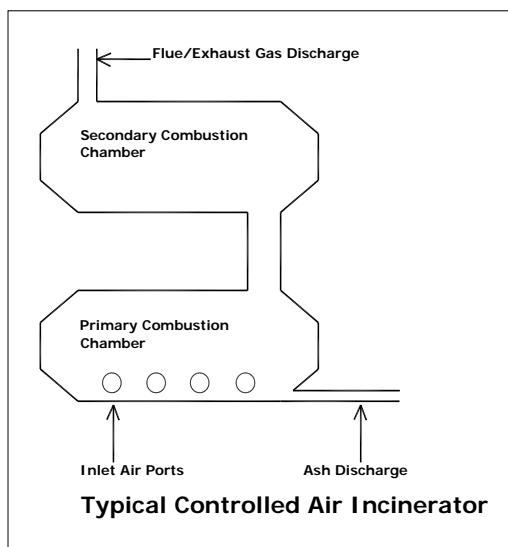 Flue/Exhaust Gas Discharge
Secondary Combustion
Chamber
Primary Combustion
Chamber
Inlet Air Ports
Ash Discharge
Typical Controlled Air Incinerator